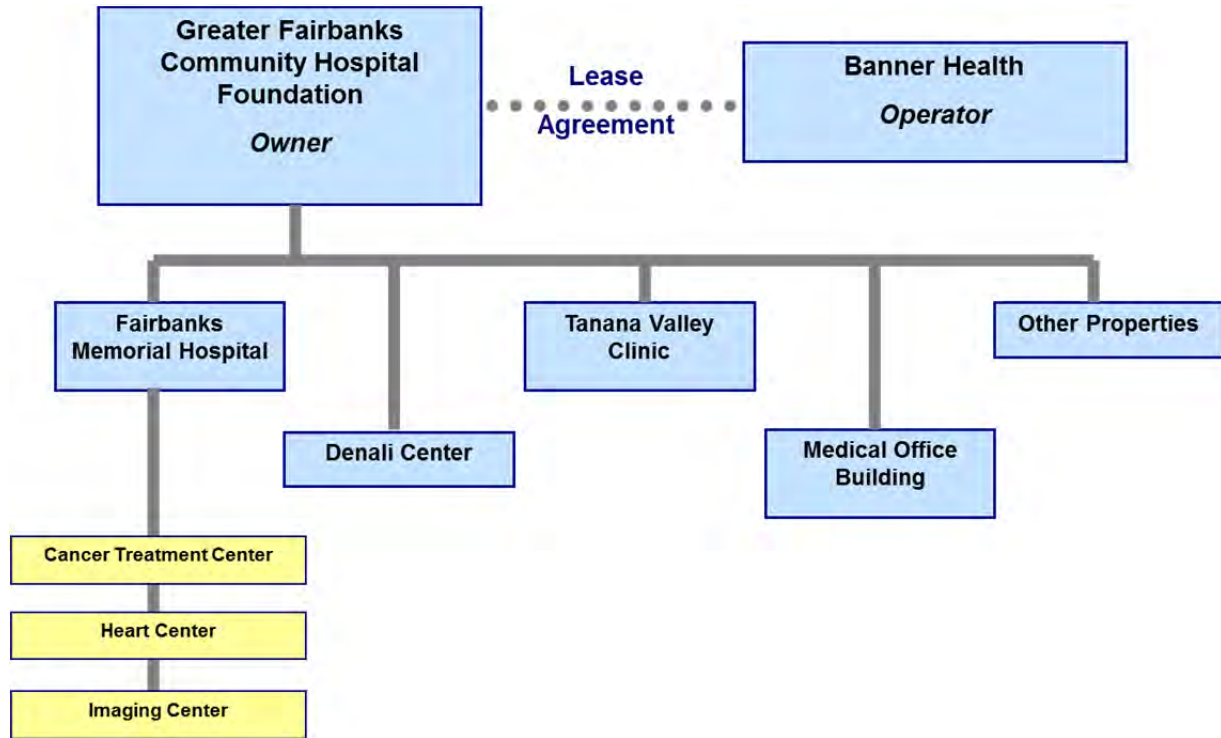 Greater Fairbanks
Community Hospital
Foundation
Owner
Lease
Agreement
Banner Health
Operator
Fairbanks
Memorial Hospital
Denali Center
Tanana Valley
Clinic
Medical Office
Building
Other Properties
Cancer Treatment Center
Heart Center
Imaging Center